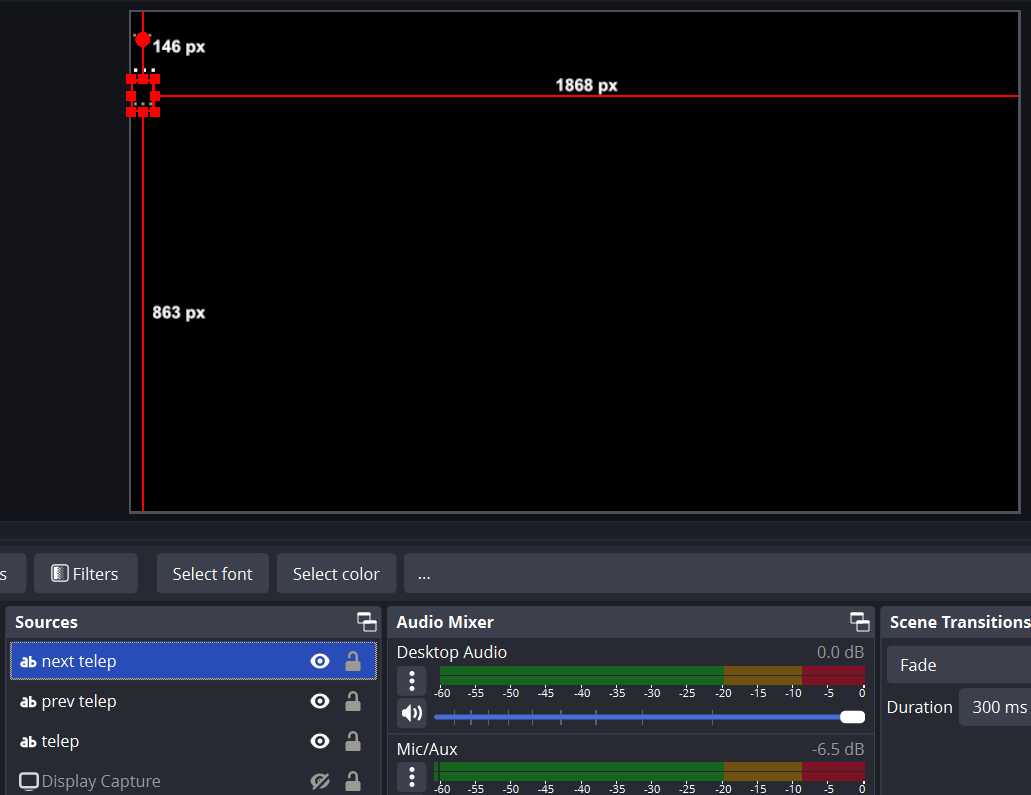 146 px
...
1868 px
...
863 px
s
Filters
Select font
Select color
...
Sources
ab next telep
ab prev telep
ab telep
Display Capture
Audio Mixer
Desktop Audio
0.0 dB
-60 -55 -50 -45 -40 -35 -30 -25 -20 -15 -10 -5 0
Mic/Aux
-6.5 dB
-60 -55 -50 -45 -40 -35 -30 -25 -20 -15 -10 -5 0
Scene Transitions
Fade
Duration
300 ms